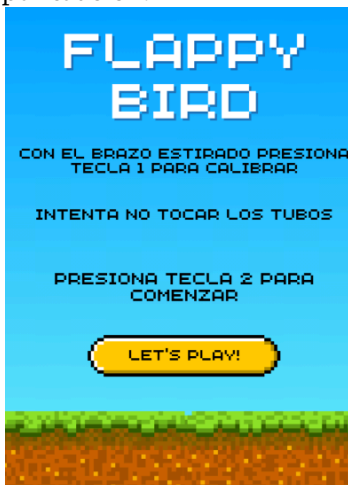 FLAPPY
BIRD
CON EL BRAZO ESTIRADO PRESIONA
TECLA 1 PARA CALIBRAR
INTENTA NO TOCAR LOS TUBOS
PRESIONA TECLA 2 PARA
COMENZAR
LET'S PLAY!